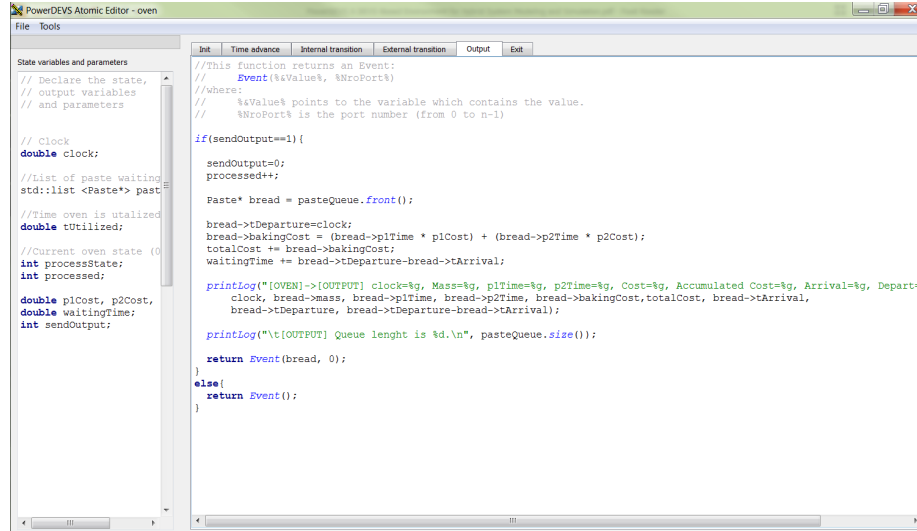 PowerDEVS Atomic Editor - oven
File Tools
Init Time advance Internal transition External transition Output Exit
State variables and parameters
// Declare the state,
// output variables
// and parameters
// Clock
double clock;
//List of paste waiting
std::list <Paste*> past
//Time oven is utalized
double tUtilized;
//Current oven state (0
int processState;
int processed;
double p1Cost, p2Cost,
double waitingTime;
int sendOutput;
//This function returns an Event:
// Event(%&Value%, %NroPort%)
//where:
// %&Value% points to the variable which contains the value.
// %NroPort% is the port number (from 0 to n-1)
if(sendOutput==1){
sendOutput=0;
processed++;
Paste* bread = pasteQueue.front();
bread->tDeparture=clock;
bread->bakingCost = (bread->p1Time * p1Cost) + (bread->p2Time * p2Cost);
totalCost += bread->bakingCost;
waitingTime += bread->tDeparture-bread->tArrival;
printLog("[OVEN]->[OUTPUT] clock=%g, Mass=%g, p1Time=%g, p2Time=%g, Cost=%g, Accumulated Cost=%g, Arrival=%g, Depart=
clock, bread->mass, bread->p1Time, bread->p2Time, bread->bakingCost,totalCost, bread->tArrival,
bread->tDeparture, bread->tDeparture-bread->tArrival);
printLog("\t[OUTPUT] Queue lenght is %d.\n", pasteQueue.size());
return Event(bread, 0);
}
else{
return Event();
}